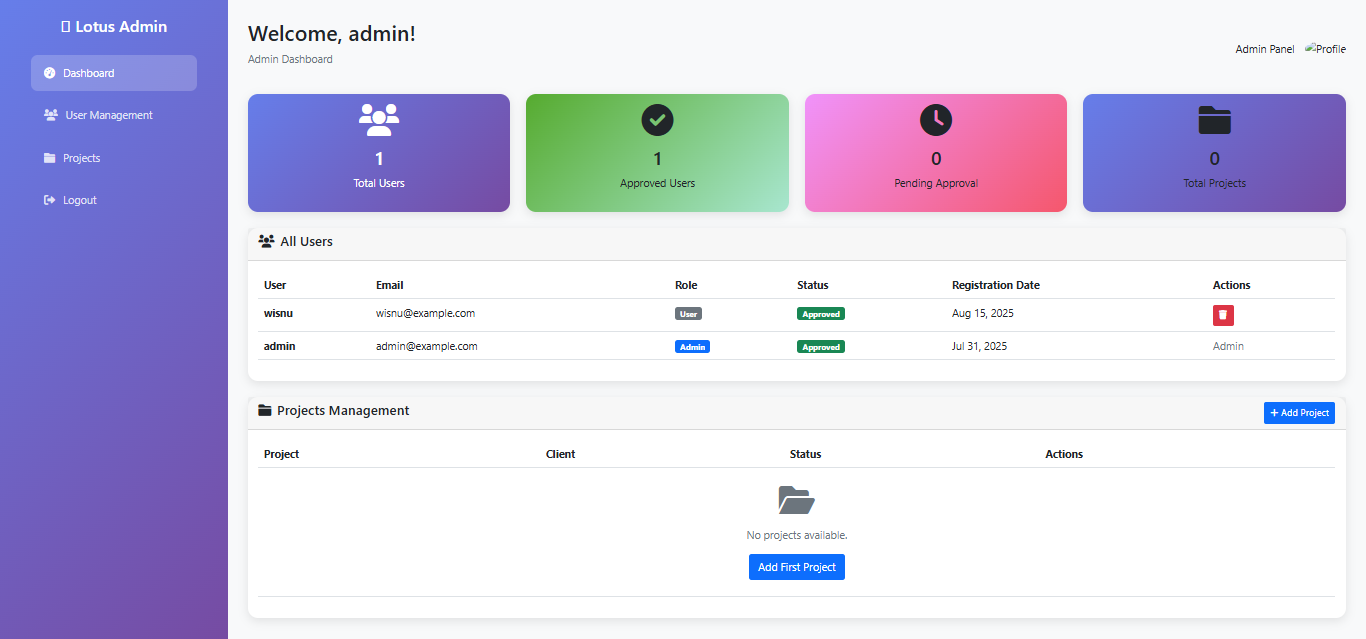 Lotus Admin
Dashboard
User Management
Projects
Logout
Welcome, admin!
Admin Dashboard
Admin Panel Profile
1
Total Users
1
Approved Users
0
Pending Approval
0
Total Projects
All Users
User Email Role Status Registration Date Actions
wisnu wisnu@example.com User Approved Aug 15, 2025
admin admin@example.com Admin Approved Jul 31, 2025 Admin
Projects Management + Add Project
Project Client Status Actions
No projects available.
Add First Project